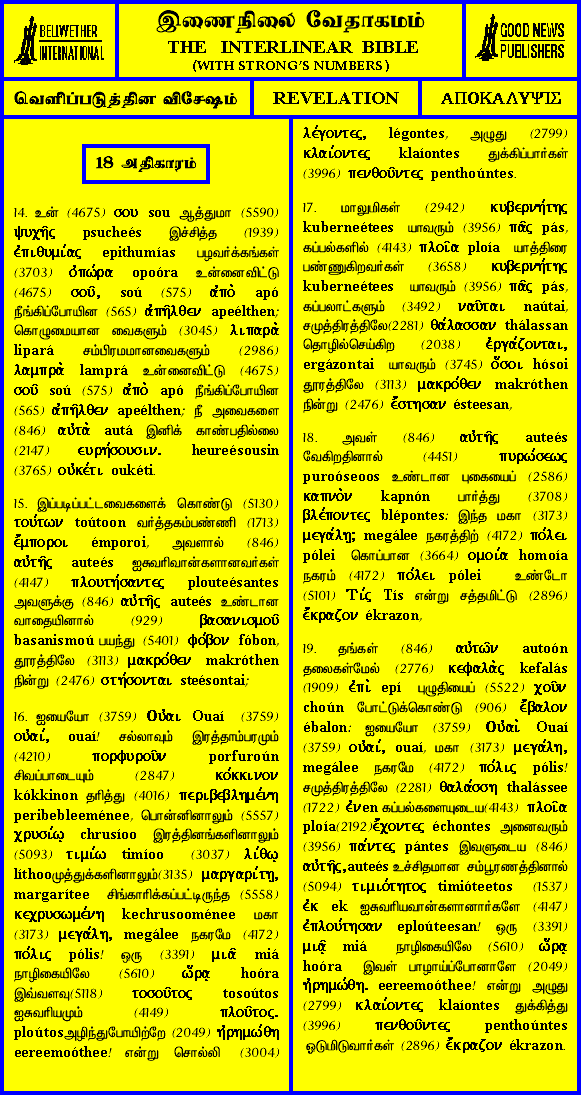 BELLWETHER
INTERNATIONAL
இணைநிலை வேதாகமம்
THE INTERLINEAR BIBLE
(WITH STRONG'S NUMBERS)
GOOD NEWS
PUBLISHERS
வெளிப்படுத்தின விசேஷம்
REVELATION
ΑΠΟΚΑΛΥΨΙΣ
18 அதிகாரம்
14. உன் (4675) σου sou ஆத்துமா (5590)
ψυχῆς psucheés இச்சித்த (1939)
ἐπιθυμίας epithumías பழவர்க்கங்கள்
(3703) ὀπώρα opoóra உன்னைவிட்டு
(4675) σοῦ, soú (575) ἀπὸ apó
நீங்கிப்போயின (565) ἀπῆλθεν apeélthen;
கொழுமையான வைகளும் (3045) λιπαρὰ
lipará சம்பிரமமானவைகளும் (2986)
λαμπρὰ lamprá உன்னைவிட்டு (4675)
σοῦ soú (575) ἀπὸ apó நீங்கிப்போயின
(565) ἀπῆλθεν apeélthen; நீ அவைகளை
(846) αὐτὰ autá இனிக் காண்பதில்லை
(2147) ευρήσουσιν. heureésousin
(3765) οὐκέτι oukéti.
15. இப்படிப்பட்டவைகளைக் கொண்டு (5130)
τούτων toútoon வர்த்தகம்பண்ணி (1713)
ἔμποροι émporoi, அவளால் (846)
αὐτῆς auteés ஐசுவரியவான்களானவர்கள்
(4147) πλουτήσαντες plouteésantes
அவளுக்கு (846) αὐτῆς auteés உண்டான
வாதையினால் (929) βασανισμοῦ
basanismoú பயந்து (5401) φόβον fóbon,
தூரத்திலே (3113) μακρόθεν makróthen
நின்று (2476) στήσονται steésontai;
16. ஐயையோ (3759) Οὐαι Ouaí (3759)
οὐαί, ouaí! சல்லாவும் இரத்தாம்பரமும்
(4210) πορφυροῦν porfuroún
சிவப்பாடையும் (2847) κόκκινον
kókkinon தரித்து (4016) περιβεβλημένη
peribebleeménee, பொன்னினாலும் (5557)
χρυσίῳ chrusíoo இரத்தினங்களினாலும்
(5093) τιμίω timíoo (3037) λίθῳ
líthooமுத்துக்களினாலும்(3135) μαργαρίτῃ,
margarítee சிங்காரிக்கப்பட்டிருந்த (5558)
κεχρυσωμένη kechrusooménee மகா
(3173) μεγάλη, megálee நகரமே (4172)
πόλις pólis! ஒரு (3391) μιᾷ miá
நாழிகையிலே (5610) ὥρᾳ hoóra
இவ்வளவு(5118) τοσοῦτος tosoútos
ஐசுவரியமும் (4149) πλοῦτος.
ploútosஅழிந்துபோயிற்றே (2049) ἠρημώθη
eereemoóthee! என்று சொல்லி (3004)
λέγοντες, légontes, அழுது (2799)
κλαίοντες klaíontes துக்கிப்பார்கள்
(3996) πενθοῦντες penthoúntes.
17. மாலுமிகள் (2942) κυβερνήτης
kuberneétees யாவரும் (3956) πᾶς pás,
கப்பல்களில் (4143) πλοῖα ploía யாத்திரை
பண்ணுகிறவர்கள் (3658) κυβερνήτης
kuberneétees யாவரும் (3956) πᾶς pás,
கப்பலாட்களும் (3492) ναῦται naútai,
சமுத்திரத்திலே(2281) θάλασσαν thálassan
தொழில்செய்கிற (2038) ἐργάζονται,
ergázontai யாவரும் (3745) ὅσοι hósoi
தூரத்திலே (3113) μακρόθεν makróthen
நின்று (2476) ἔστησαν ésteesan,
18. அவள் (846) αὐτῆς auteés
வேகிறதினால் (4451) πυρώσεως
puroóseoos உண்டான புகையைப் (2586)
καπνὸν kapnón பார்த்து (3708)
βλέποντες blépontes: இந்த மகா (3173)
μεγάλῃ; megálee நகரத்திற் (4172) πόλει
pólei கொப்பான (3664) ομοία homoía
நகரம் (4172) πόλει pólei உண்டோ
(5101) Τίς Tís என்று சத்தமிட்டு (2896)
ἔκραζον ékrazon,
19. தங்கள் (846) αὐτῶν autoón
தலைகள்மேல் (2776) κεφαλὰς kefalás
(1909) ἐπὶ epí புழுதியைப் (5522) χοῦν
choún போட்டுக்கொண்டு (906) ἔβαλον
ébalon: ஐயையோ (3759) Οὐαὶ Ouaí
(3759) οὐαί, ouaí, மகா (3173) μεγάλη,
megálee நகரமே (4172) πόλις pólis!
சமுத்திரத்திலே (2281) θαλάσσῃ thalássee
(1722) ἐνen கப்பல்களையுடைய(4143) πλοῖα
ploía(2192)ἔχοντες échontes அனைவரும்
(3956) πάντες pántes இவளுடைய (846)
αὐτῆς,auteés உச்சிதமான சம்பூரணத்தினால்
(5094) τιμιότητος timióteetos (1537)
ἐκ ek ஐசுவரியவான்களானார்களே (4147)
ἐπλούτησαν eploúteesan! ஒரு (3391)
μιᾷ miá நாழிகையிலே (5610) ὥρᾳ
hoóra இவள் பாழாய்ப்போனாளே (2049)
ἠρημώθη. eereemoóthee! என்று அழுது
(2799) κλαίοντες klaíontes துக்கித்து
(3996) πενθοῦντες penthoúntes
ஓடுமிடுவார்கள் (2896) ἔκραζον ékrazon.